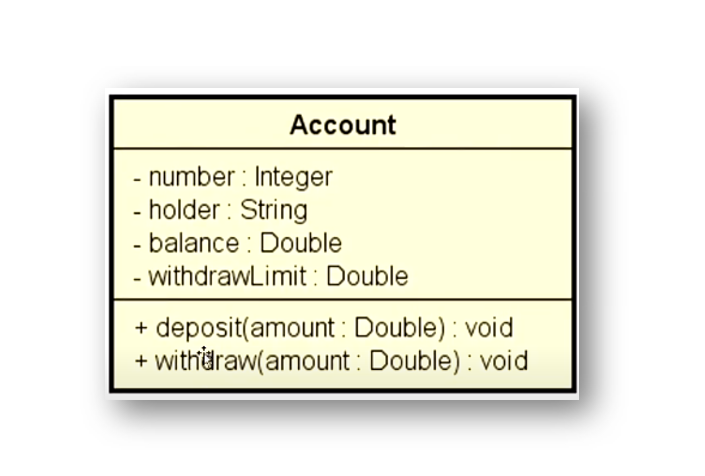 Account
- number : Integer
- holder : String
- balance : Double
- withdrawLimit : Double
+ deposit(amount : Double) : void
+ withdraw(amount : Double) : void